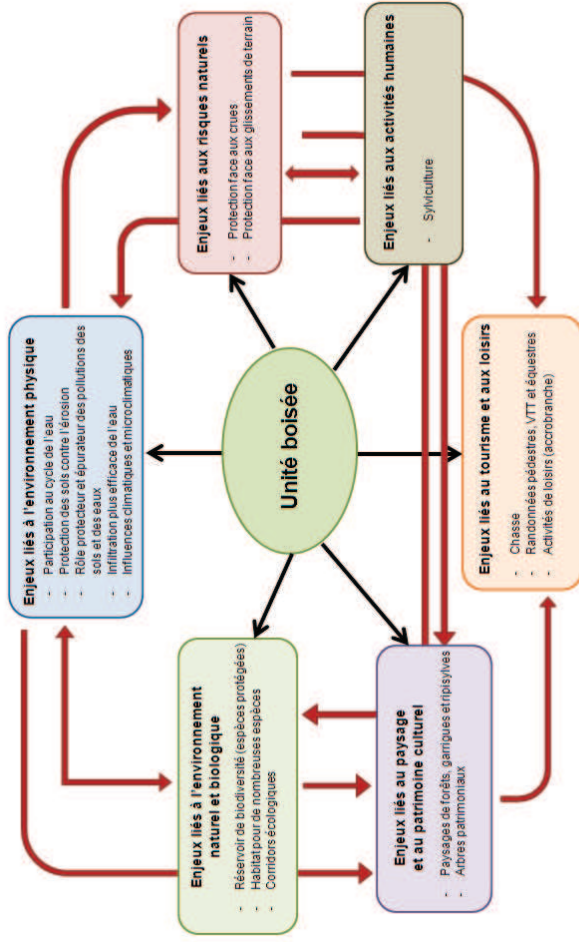 Enjeux liés à l'environnement physique
- Participation au cycle de l'eau
- Protection des sols contre l'érosion
- Rôle protecteur et épurateur des pollutions des
sols et des eaux
- Infiltration plus efficace de l'eau
- Influences climatiques et microclimatiques
Enjeux liés à l'environnement
naturel et biologique
- Réservoir de biodiversité (espèces protégées)
- Habitat pour de nombreuses espèces
- Corridors écologiques
Unité boisée
Enjeux liés aux risques naturels
- Protection face aux crues
- Protection face aux glissements de terrain
Enjeux liés au paysage
et au patrimoine culturel
- Paysages de forêts, garrigues et ripisylves
- Arbres patrimoniaux
Enjeux liés aux activités humaines
- Sylviculture
Enjeux liés au tourisme et aux loisirs
- Chasse
- Randonnées pédestres, VTT et équestres
- Activités de loisirs (accrobranche)